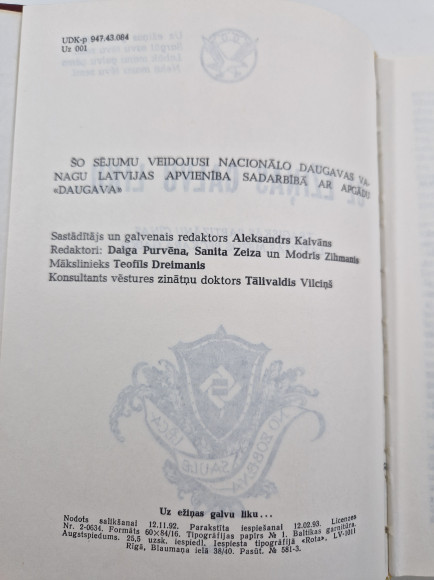 UDK-p 947.43.084
Uz 001
ŠO SĒJUMU VEIDOJUSI NACIONĀLO DAUGAVAS VA-
NAGU LATVIJAS APVIENĪBA SADARBĪBĀ AR APGĀDU
«DAUGAVA»
Sastādītājs un galvenais redaktors Aleksandrs Kalvāns
Redaktori: Daiga Purvēna, Sanita Zeiza un Modris Zihmanis
Mākslinieks Teofils Dreimanis
Konsultants vēstures zinātņu doktors Tālivaldis Vilciņš
Uz ežiņas galvu liku...
Nodots salikšanai 12.11.92. Parakstīta iespiešanai 12.02.93. Licences
Nr. 2-0634. Formāts 60×84/16. Tipogrāfijas papīrs № 1. Baltikas garnitūra.
Augstspiedums. 25,5 uzsk. iespiedl. Iespiesta tipogrāfijā «Rota», LV-1011
Rīgā, Blaumaņa ielā 38/40. Pasūt. № 581-3.